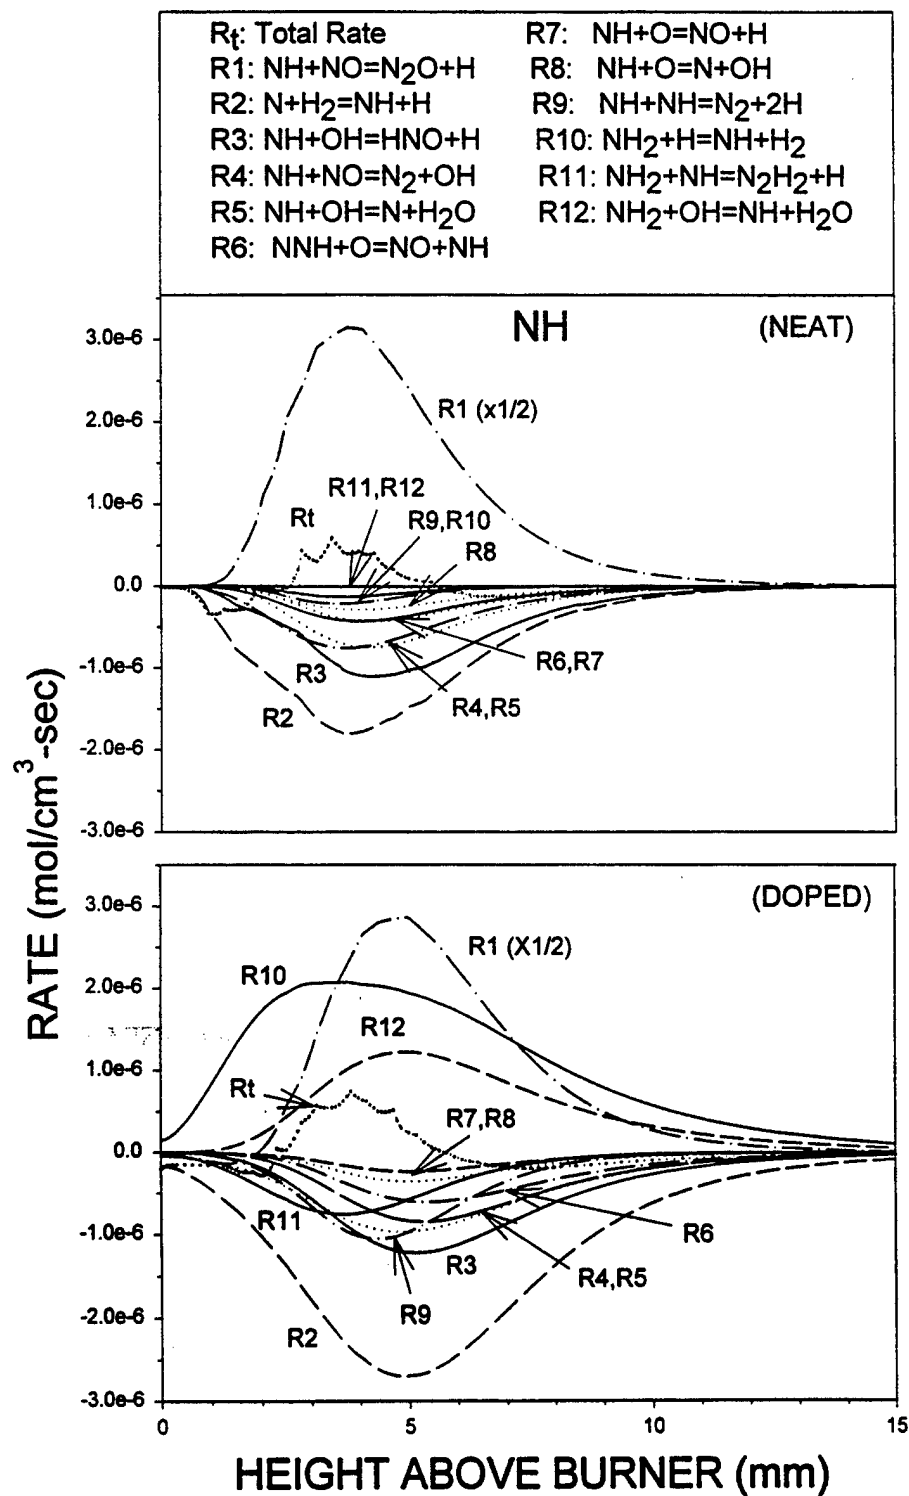 Rt: Total Rate
R1: NH+NO=N2O+H
R2: N+H2=NH+H
R3: NH+OH=HNO+H
R4: NH+NO=N2+OH
R5: NH+OH=N+H2O
R6: NNH+O=NO+NH
R7: NH+O=NO+H
R8: NH+O=N+OH
R9: NH+NH=N2+2H
R10: NH2+H=NH+H2
R11: NH2+NH=N2H2+H
R12: NH2+OH=NH+H2O
RATE (mol/cm³-sec)
NH
(NEAT)
3.0e-6
2.0e-6
1.0e-6
0.0
-1.0e-6
-2.0e-6
-3.0e-6
R1 (x1/2)
R11,R12
Rt
R9,R10
R8
R6,R7
R3
R4,R5
R2
(DOPED)
3.0e-6
2.0e-6
1.0e-6
0.0
-1.0e-6
-2.0e-6
-3.0e-6
R1 (X1/2)
R10
R12
Rt
R7,R8
R11
R6
R3
R4,R5
R9
R2
0
5
10
15
HEIGHT ABOVE BURNER (mm)